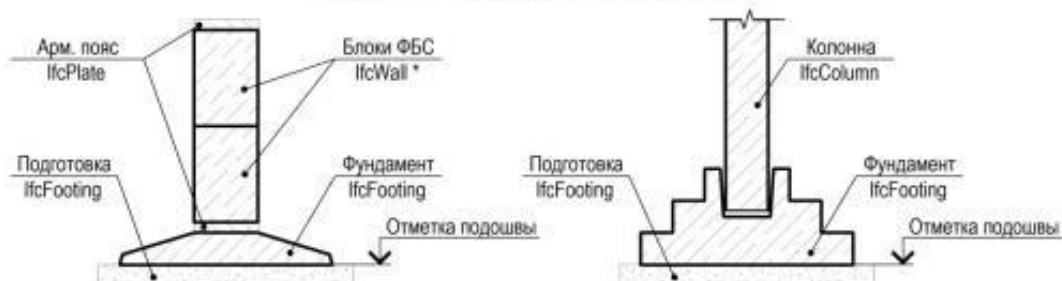 Арм. пояс
IfcPlate
Блоки ФБС
IfcWall *
Подготовка
IfcFooting
Фундамент
IfcFooting
Отметка подошвы
Колонна
IfcColumn
Подготовка
IfcFooting
Фундамент
IfcFooting
Отметка подошвы